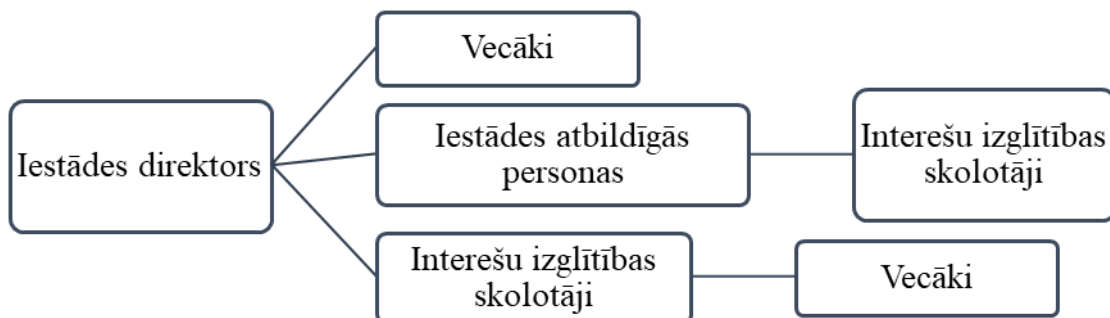 Iestādes direktors
Vecāki
Iestādes atbildīgās
personas
Interešu izglītības
skolotāji
Interešu izglītības
skolotāji
Vecāki